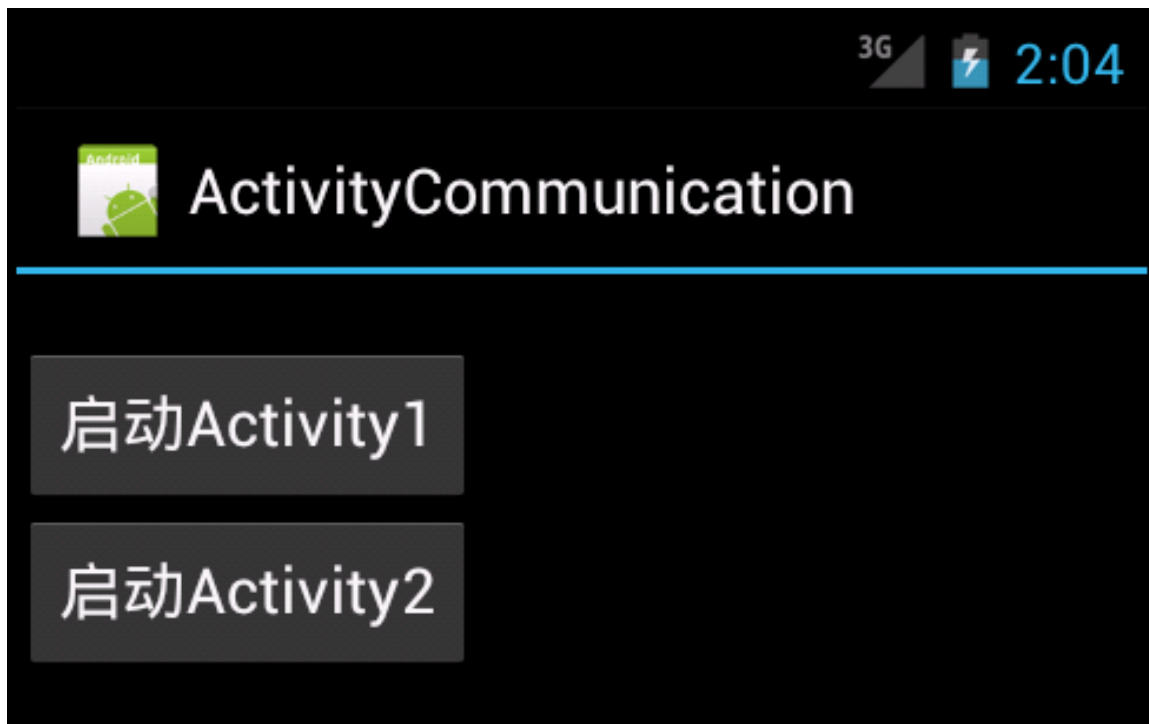 3G 2:04
Android
ActivityCommunication
启动Activity1
启动Activity2